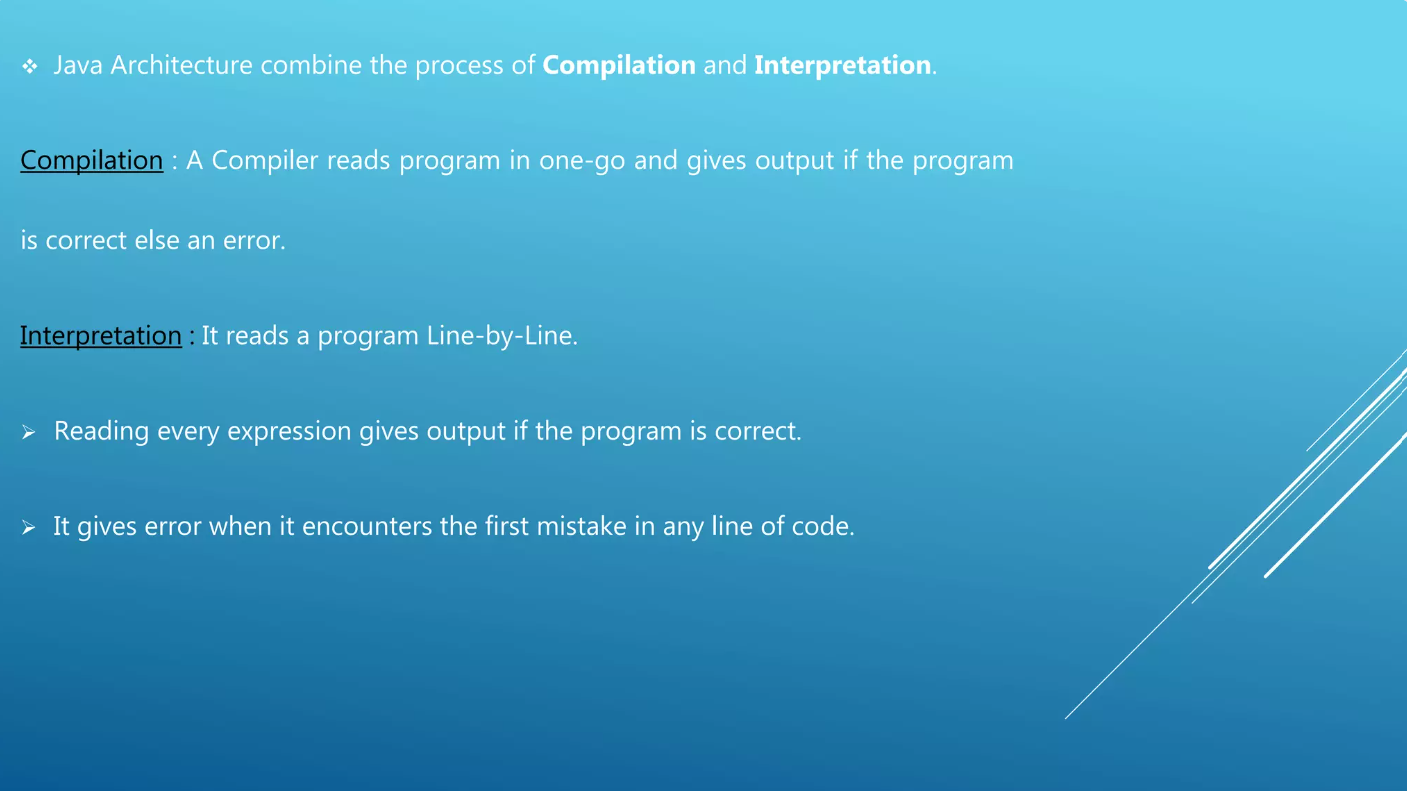 ❖ Java Architecture combine the process of Compilation and Interpretation.
Compilation : A Compiler reads program in one-go and gives output if the program
is correct else an error.
Interpretation : It reads a program Line-by-Line.
➢ Reading every expression gives output if the program is correct.
➢ It gives error when it encounters the first mistake in any line of code.